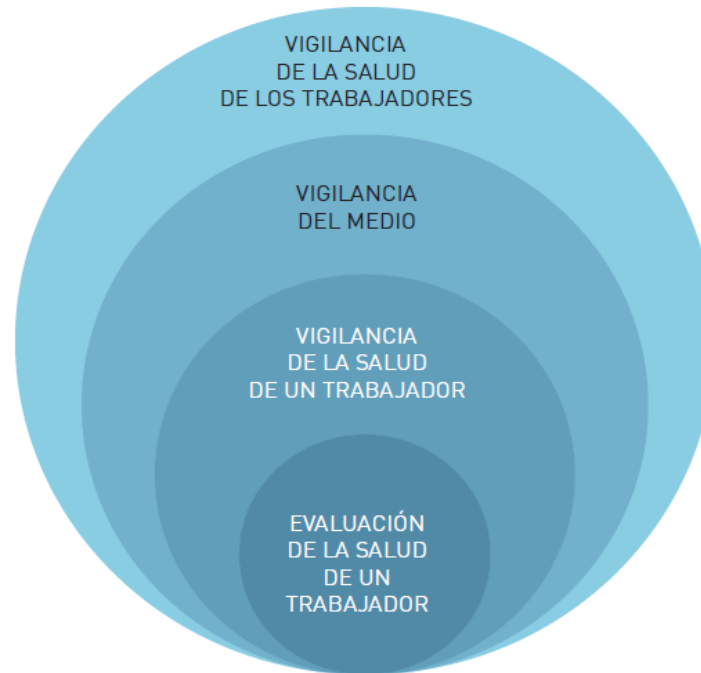 VIGILANCIA
DE LA SALUD
DE LOS TRABAJADORES
VIGILANCIA
DEL MEDIO
VIGILANCIA
DE LA SALUD
DE UN TRABAJADOR
EVALUACIÓN
DE LA SALUD
DE UN
TRABAJADOR